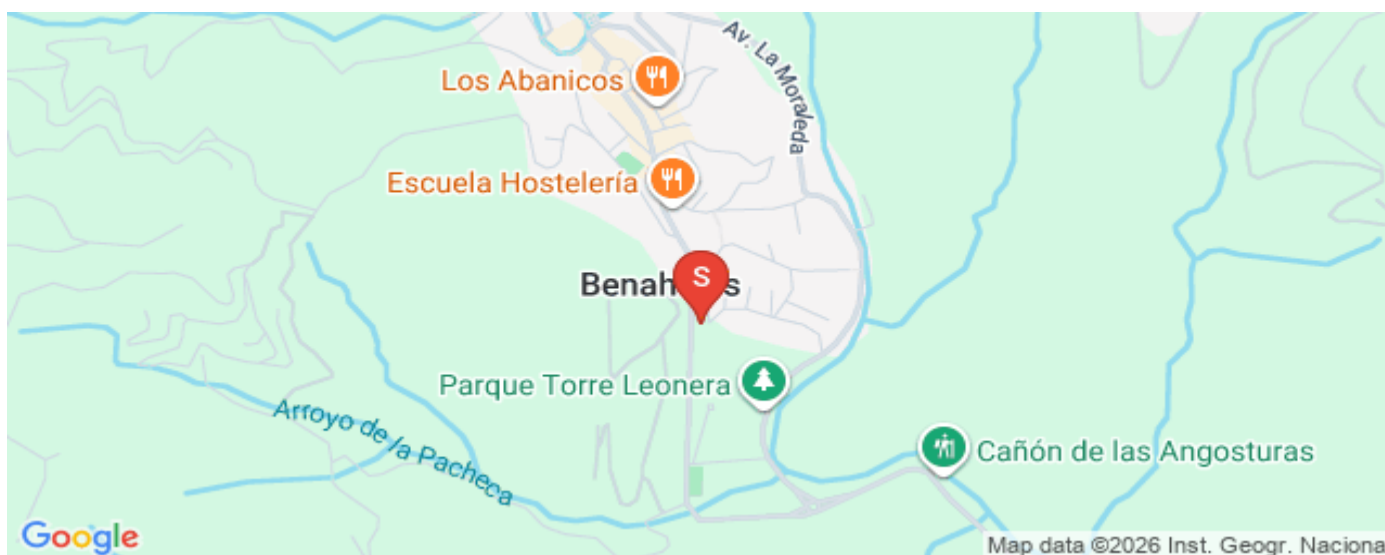 Av. La Moraleda
Los Abanicos
Escuela Hostelería
S
Parque Torre Leonera
Arroyo de la Pacheca
Cañón de las Angosturas
Google
Map data ©2026 Inst. Geogr. Naciona